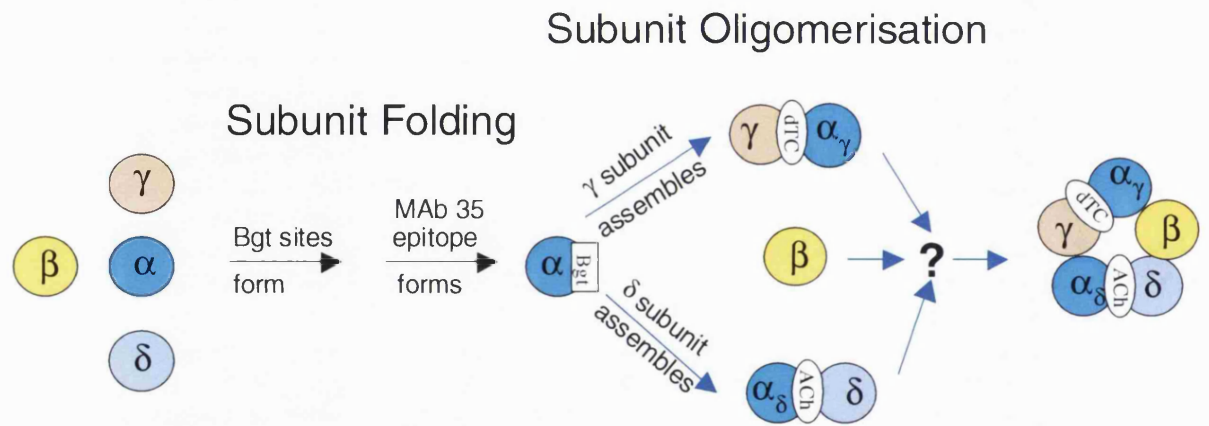 Subunit Oligomerisation
Subunit Folding
γ
β
α
δ
Bgt sites
form
MAb 35
epitope
forms
α
Bgt
γ subunit
assembles
δ subunit
assembles
γ
dTC
αγ
β
αδ
ACh
δ
?
αγ
dTC
γ
β
αδ
ACh
δ